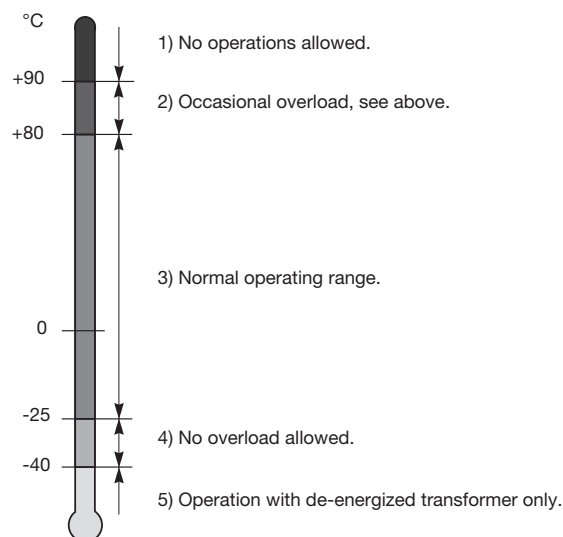 °C
1) No operations allowed.
+90
2) Occasional overload, see above.
+80
3) Normal operating range.
0
-25
4) No overload allowed.
-40
5) Operation with de-energized transformer only.